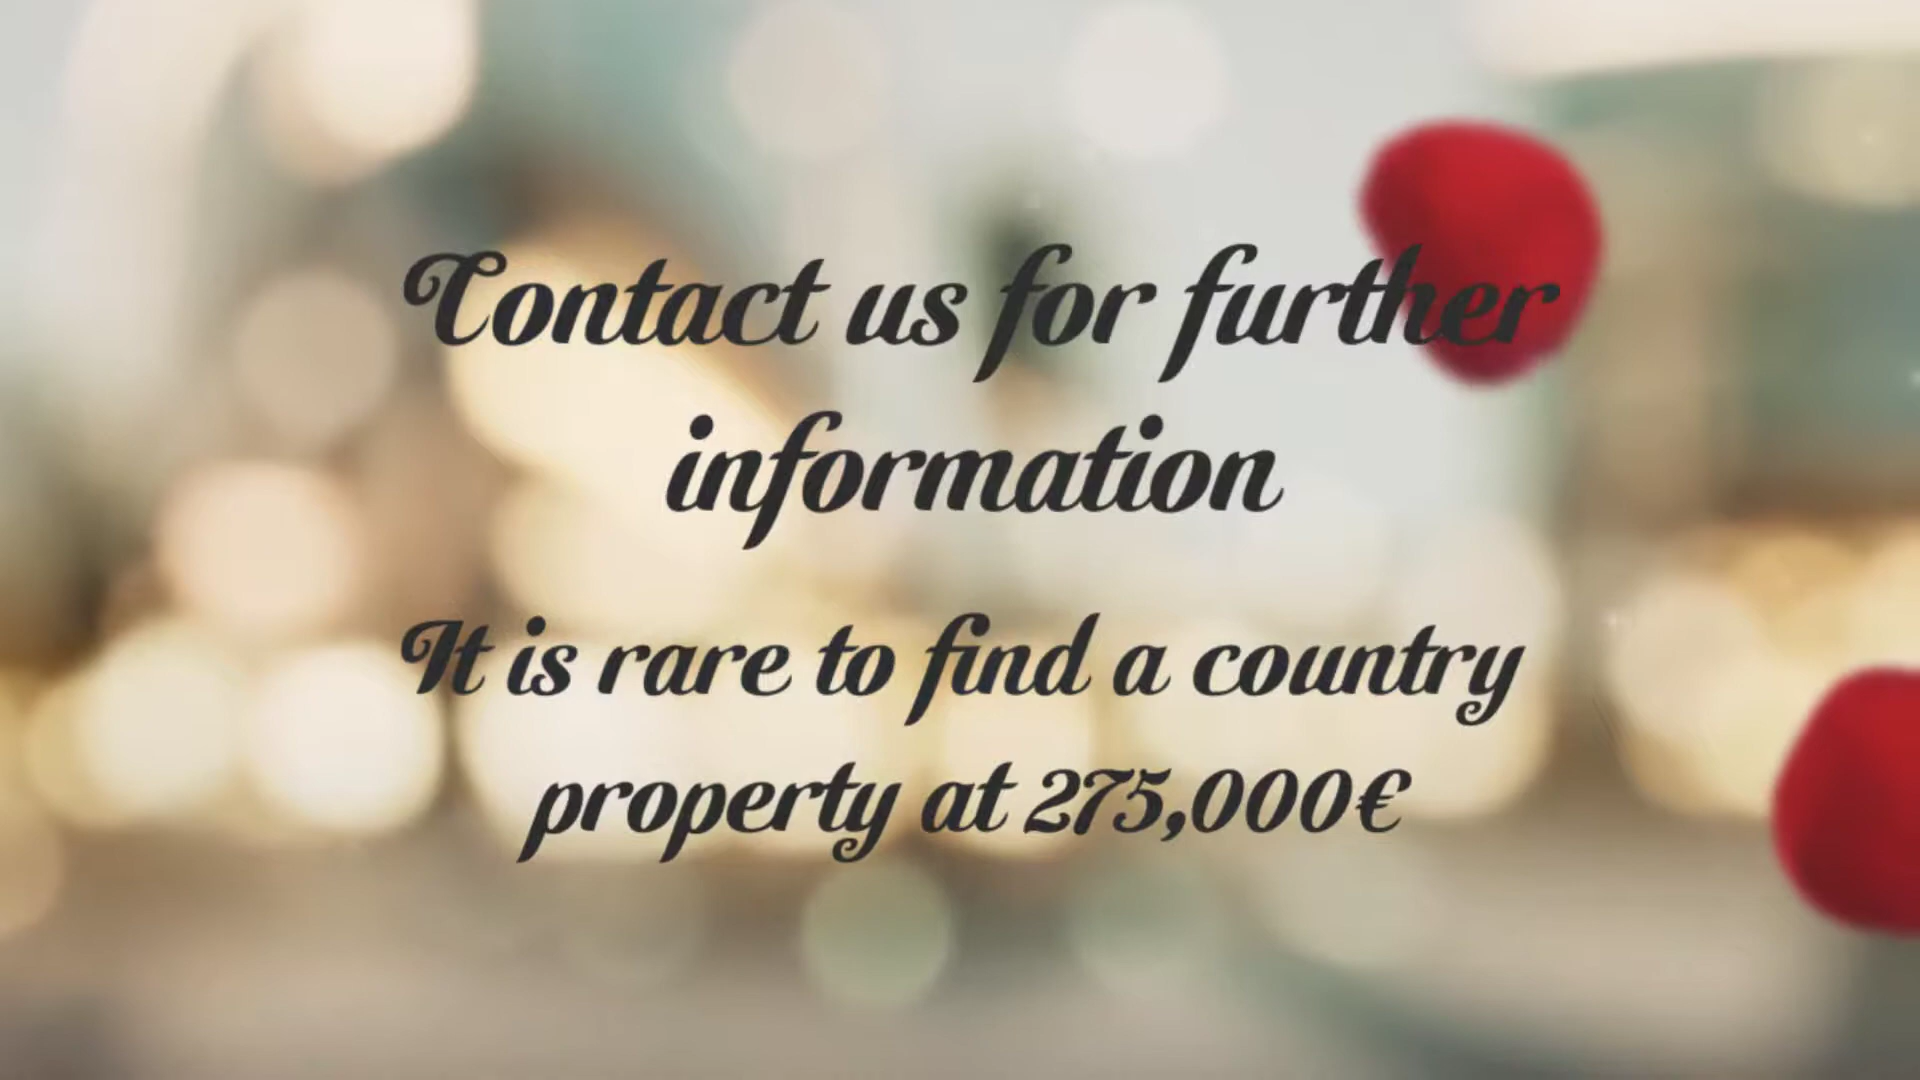 Contact us for further
information
It is rare to find a country
property at 275,000€